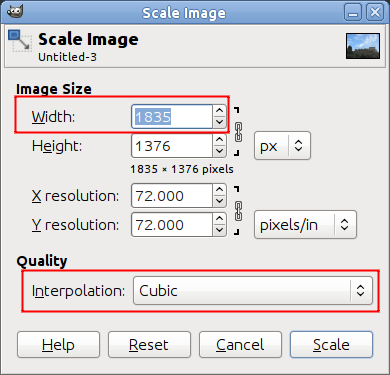 Scale Image
Scale Image
Untitled-3
Image Size
Width: 1835
Height: 1376 px
1835 × 1376 pixels
X resolution: 72.000
Y resolution: 72.000 pixels/in
Quality
Interpolation: Cubic
Help Reset Cancel Scale